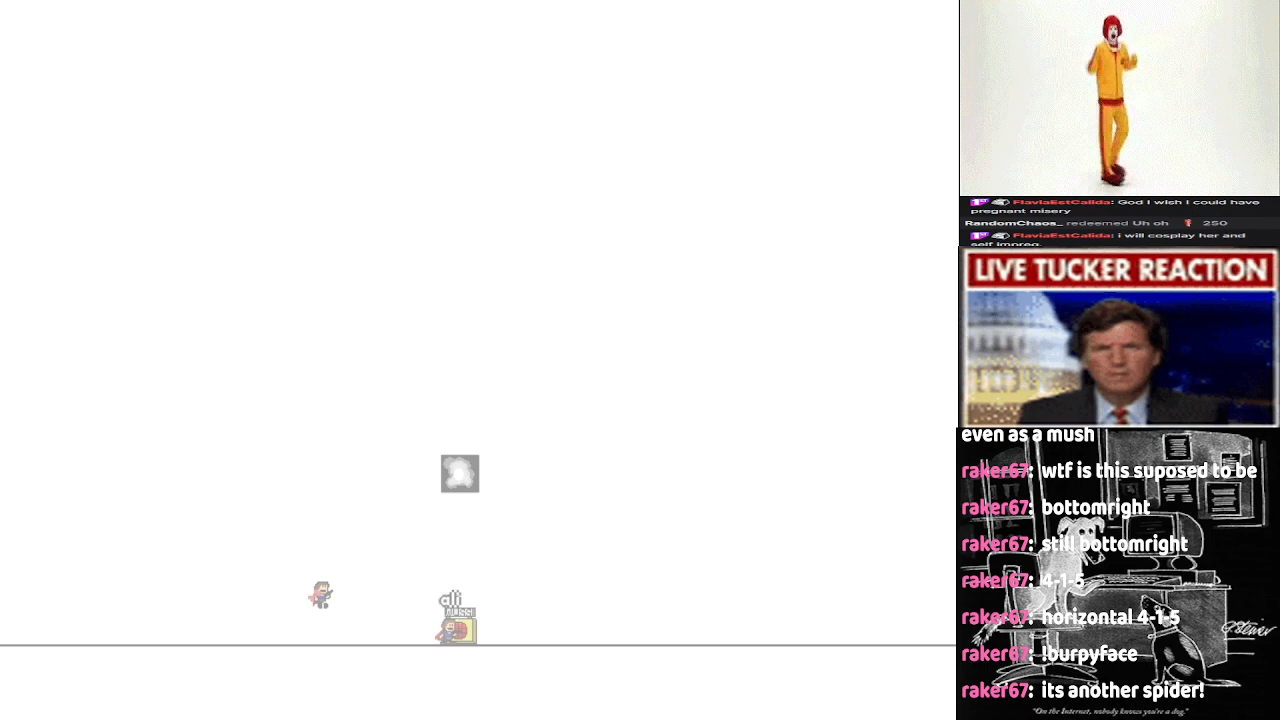 FlaviaEstCalida: God I wish I could have
pregnant misery
RandomChaos_ redeemed Uh oh 250
FlaviaEstCalida: i will cosplay her and
self impreg.
LIVE TUCKER REACTION
even as a mush
raker67: wtf is this suposed to be
raker67: bottomright
raker67: still bottomright
raker67: 4-1-5
raker67: horizontal 4-1-5
raker67: !burpyface
raker67: its another spider!
"On the Internet, nobody knows you're a dog."
ali